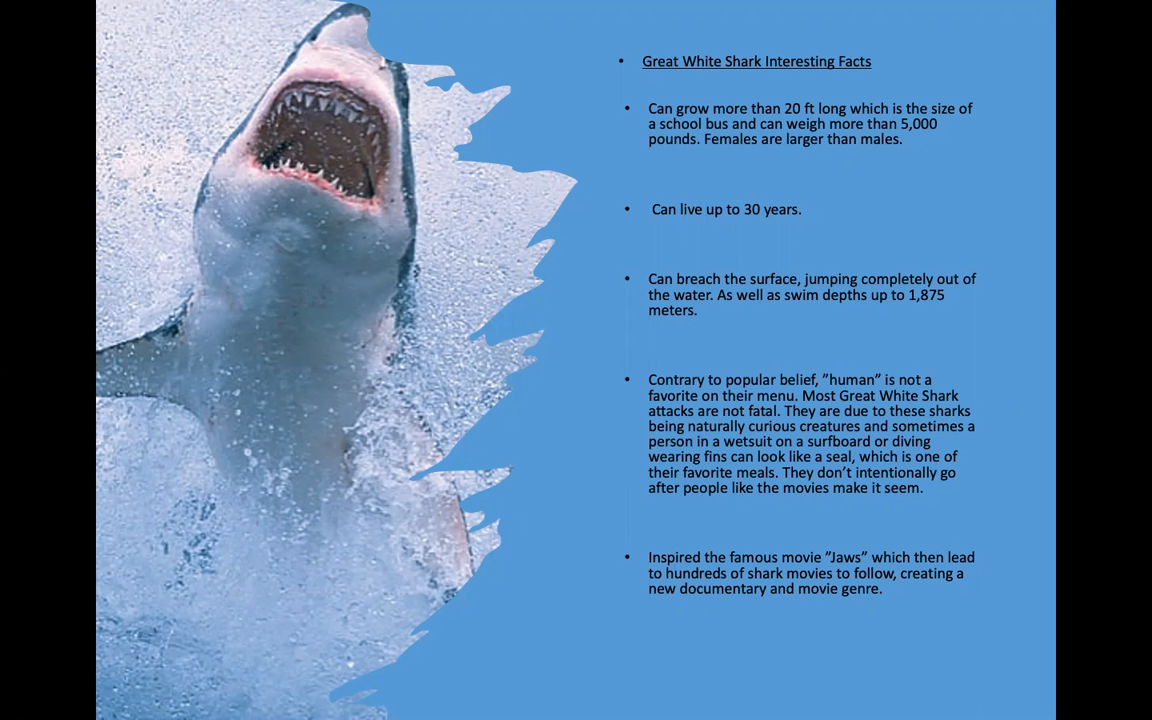 • Great White Shark Interesting Facts
• Can grow more than 20 ft long which is the size of
a school bus and can weigh more than 5,000
pounds. Females are larger than males.
• Can live up to 30 years.
• Can breach the surface, jumping completely out of
the water. As well as swim depths up to 1,875
meters.
• Contrary to popular belief, ”human” is not a
favorite on their menu. Most Great White Shark
attacks are not fatal. They are due to these sharks
being naturally curious creatures and sometimes a
person in a wetsuit on a surfboard or diving
wearing fins can look like a seal, which is one of
their favorite meals. They don’t intentionally go
after people like the movies make it seem.
• Inspired the famous movie ”Jaws” which then lead
to hundreds of shark movies to follow, creating a
new documentary and movie genre.